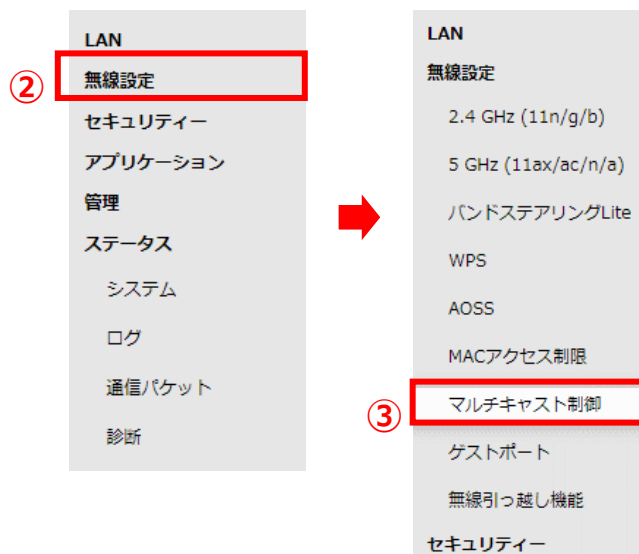 ②
LAN
無線設定
セキュリティー
アプリケーション
管理
ステータス
システム
ログ
通信パケット
診断
LAN
無線設定
2.4 GHz (11n/g/b)
5 GHz (11ax/ac/n/a)
バンドステアリングLite
WPS
AOSS
MACアクセス制限
③
マルチキャスト制御
ゲストポート
無線引っ越し機能
セキュリティー